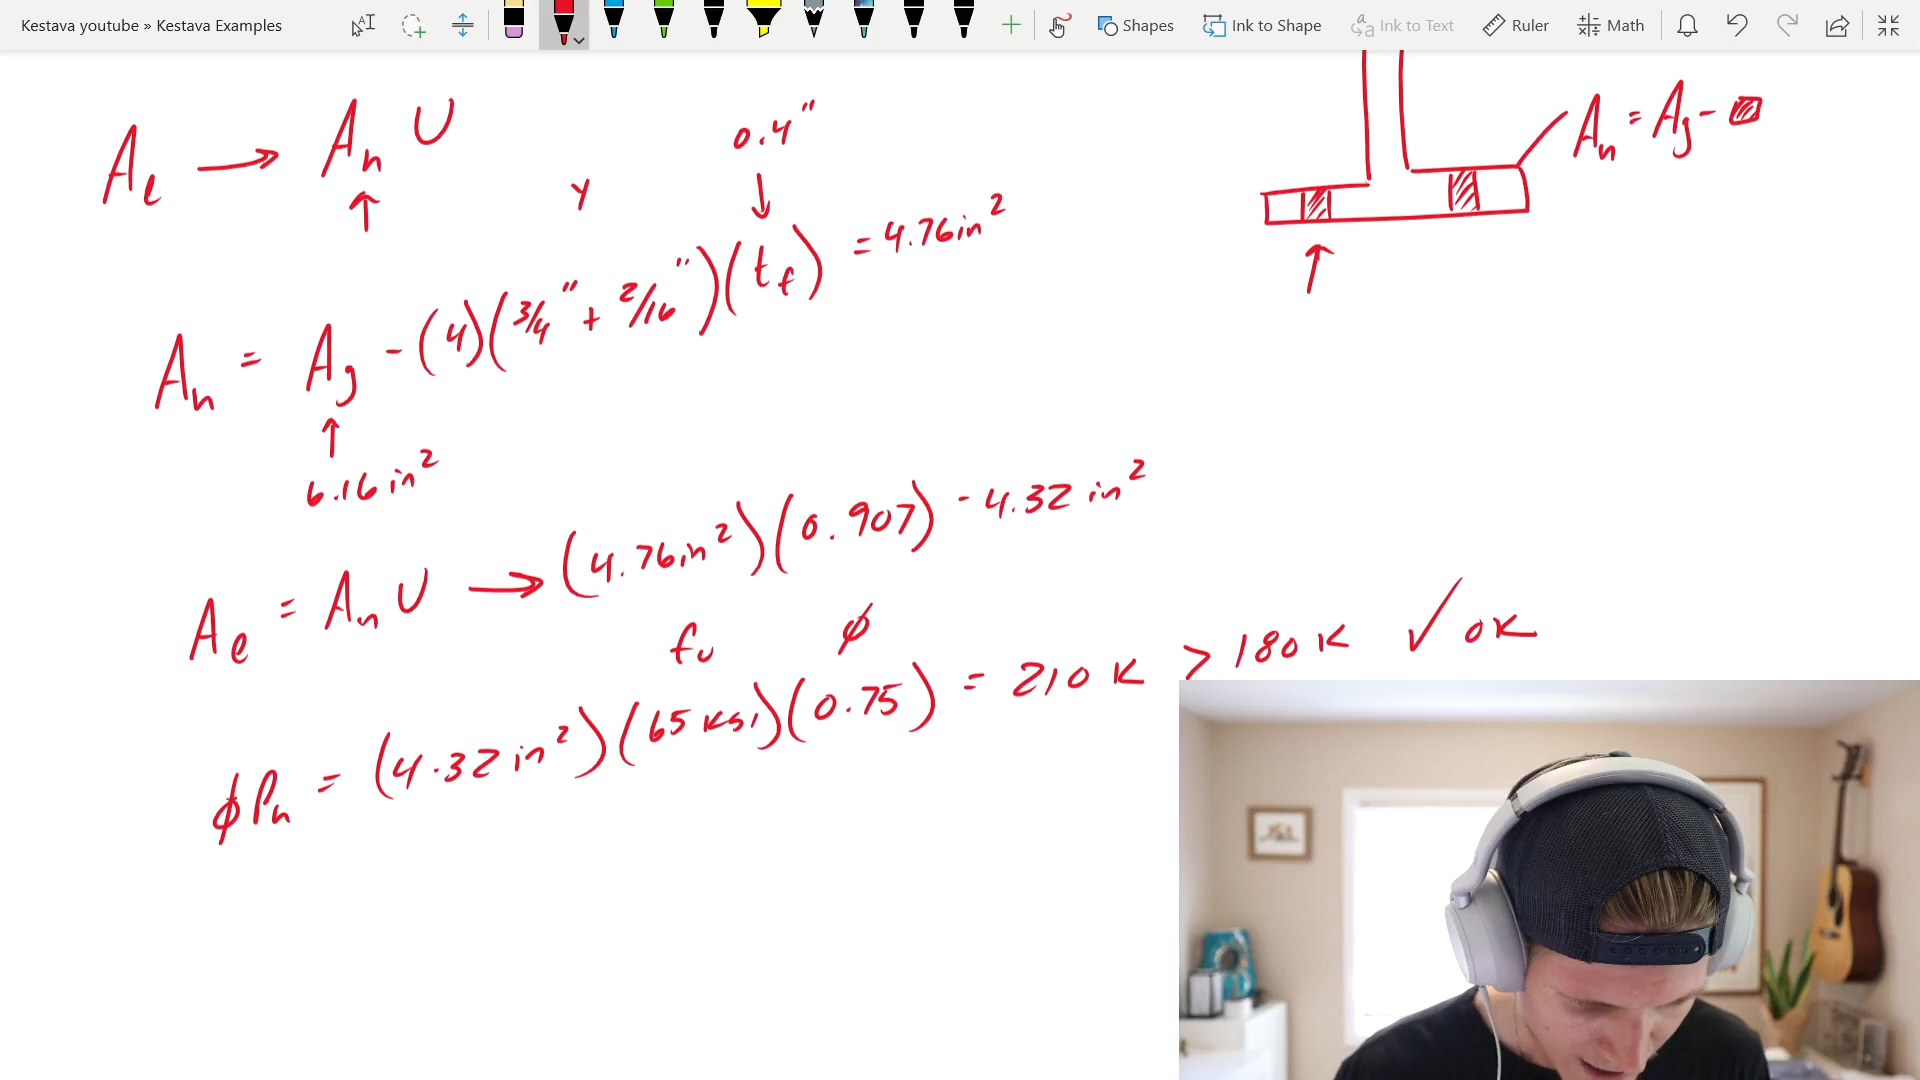 Kestava youtube » Kestava Examples
Shapes
Ink to Shape
Ink to Text
Ruler
Math
Ae → An U
0.4"
An = Ag -
An = Ag - (4)(3/4" + 2/16")(tf) = 4.76in²
6.16in²
Ae = An U → (4.76in²)(0.907) - 4.32 in²
fu
φ
φPn = (4.32in²)(65 ksi)(0.75) = 210 K > 180 K ✓ OK